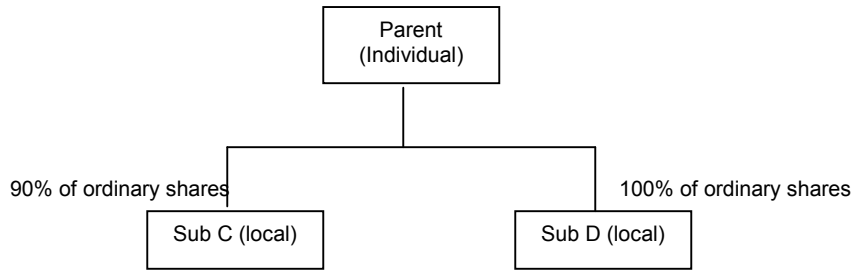 Parent
(Individual)
90% of ordinary shares
100% of ordinary shares
Sub C (local)
Sub D (local)